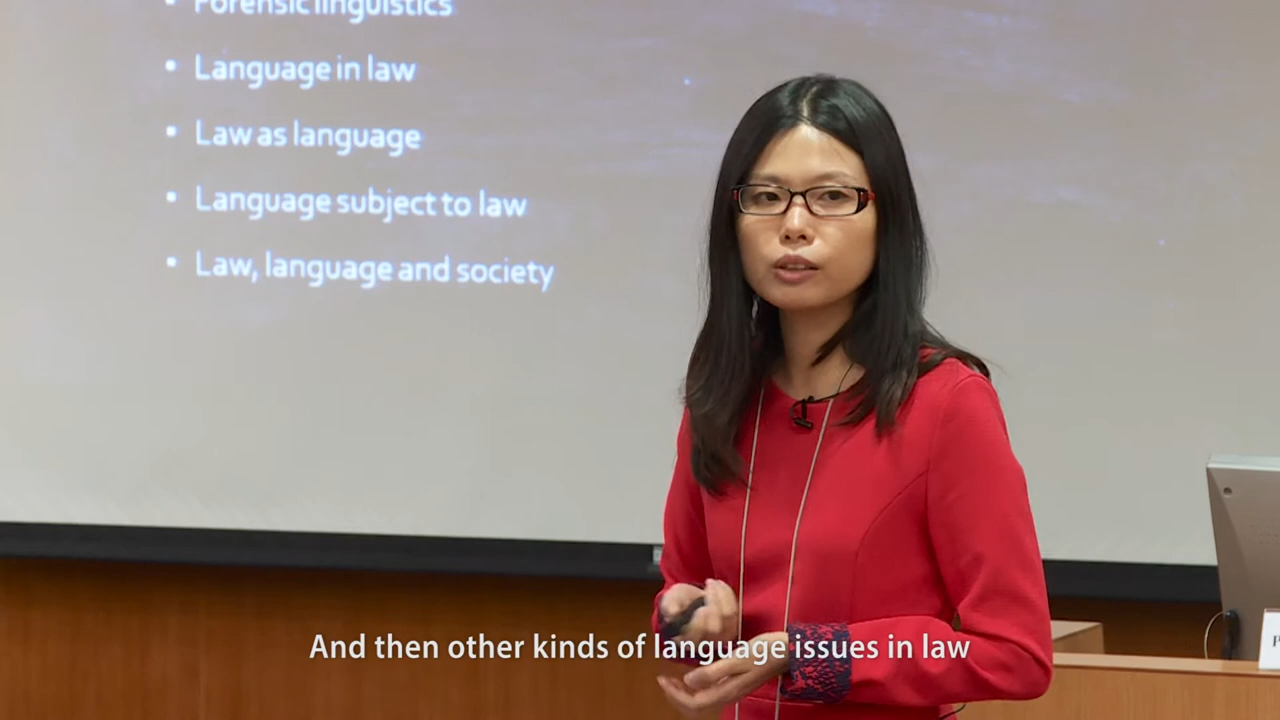 Forensic linguistics
• Language in law
• Law as language
• Language subject to law
• Law, language and society
And then other kinds of language issues in law